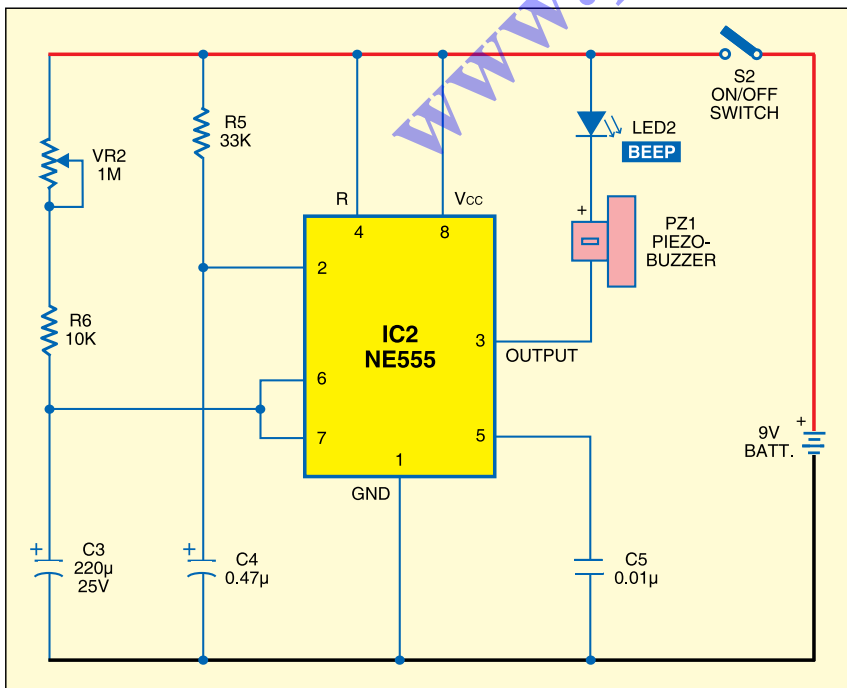 S2
ON/OFF
SWITCH
R5
33K
LED2
BEEP
VR2
1M
R
VCC
4
8
+
PZ1
PIEZO-
BUZZER
2
R6
10K
IC2
NE555
3
OUTPUT
6
7
5
+
9V
BATT.
1
GND
+
C3
220µ
25V
+
C4
0.47µ
C5
0.01µ